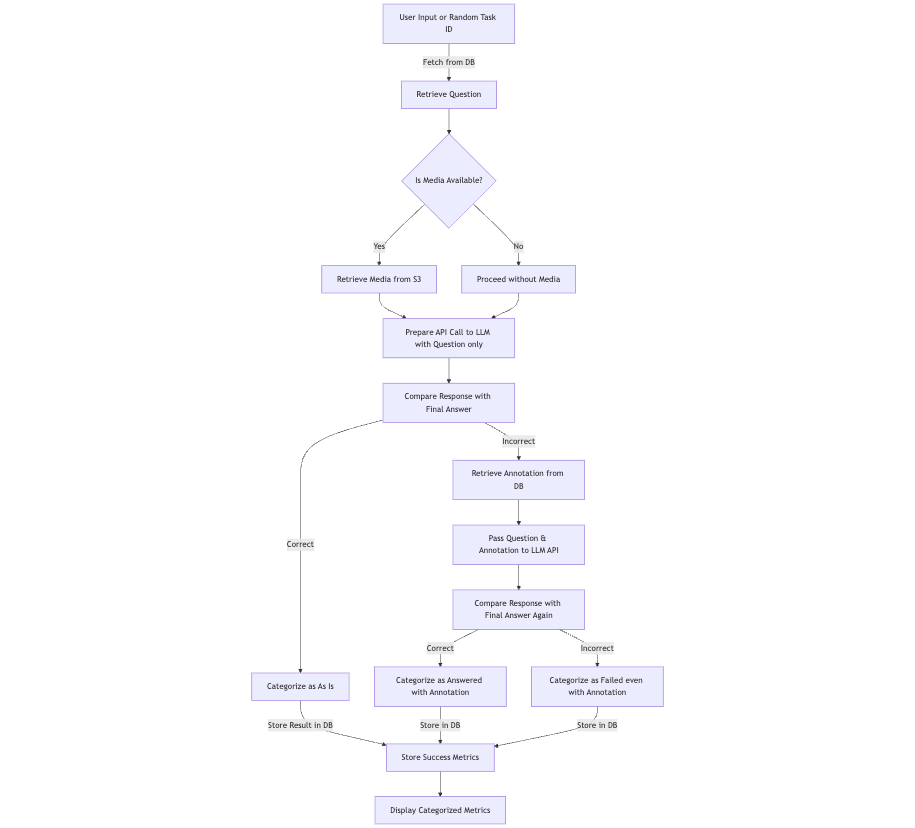 User Input or Random Task
ID
Fetch from DB
Retrieve Question
Is Media Available?
Yes
No
Retrieve Media from S3
Proceed without Media
Prepare API Call to LLM
with Question only
Compare Response with
Final Answer
Incorrect
Retrieve Annotation from
DB
Pass Question &
Annotation to LLM API
Correct
Compare Response with
Final Answer Again
Correct
Incorrect
Categorize as As Is
Categorize as Answered
with Annotation
Categorize as Failed even
with Annotation
Store Result in DB
Store in DB
Store in DB
Store Success Metrics
Display Categorized Metrics